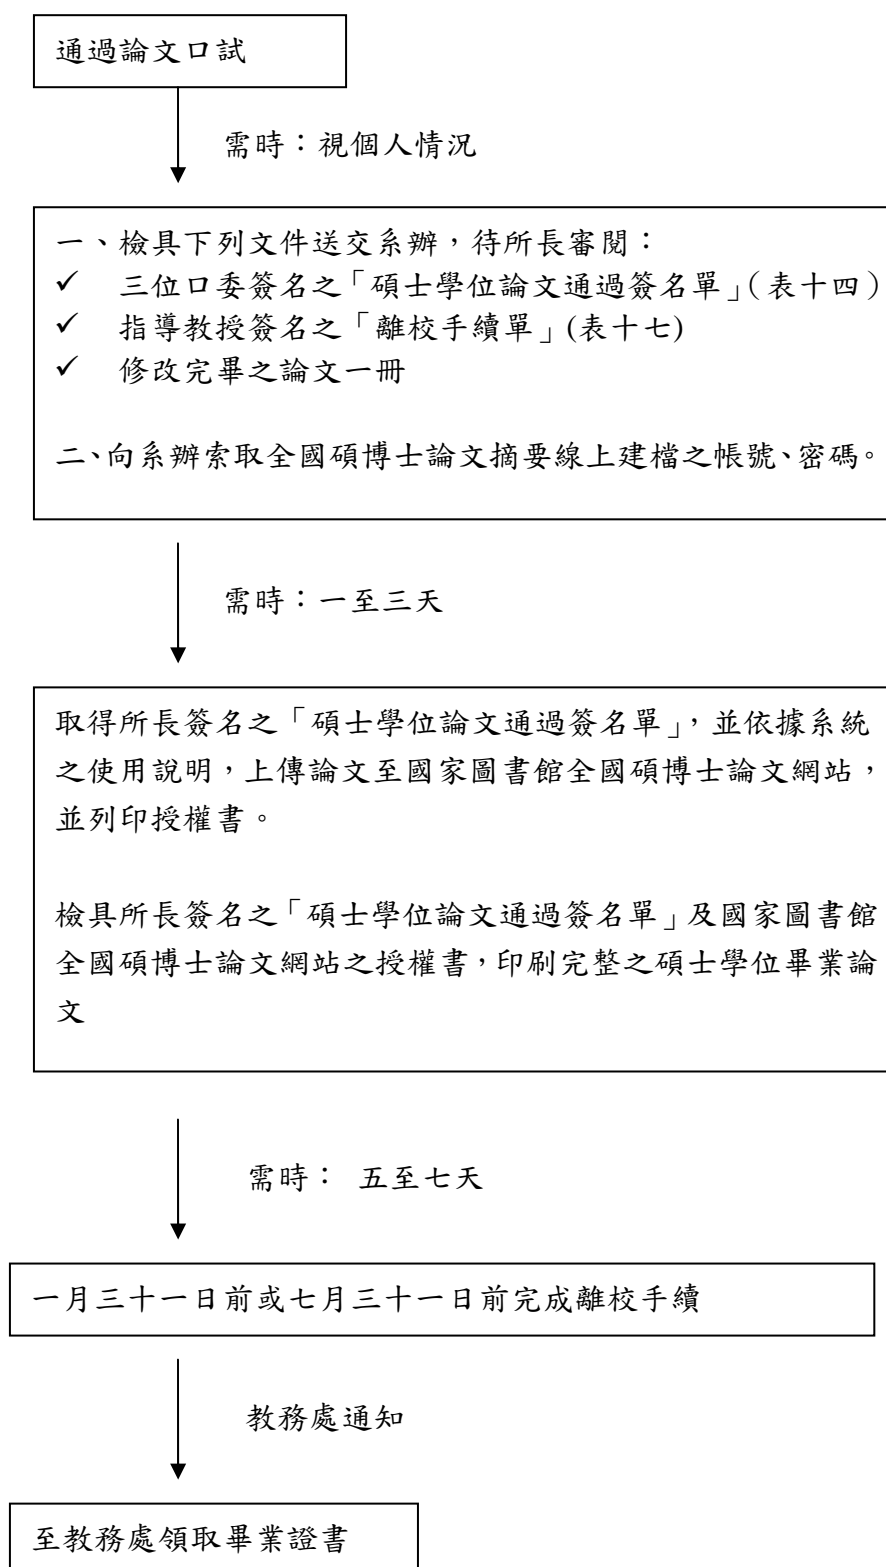 通過論文口試
需時：視個人情況
一、檢具下列文件送交系辦，待所長審閱：
✓ 三位口委簽名之「碩士學位論文通過簽名單」（表十四）
✓ 指導教授簽名之「離校手續單」(表十七)
✓ 修改完畢之論文一冊
二、向系辦索取全國碩博士論文摘要線上建檔之帳號、密碼。
需時：一至三天
取得所長簽名之「碩士學位論文通過簽名單」，並依據系統
之使用說明，上傳論文至國家圖書館全國碩博士論文網站，
並列印授權書。
檢具所長簽名之「碩士學位論文通過簽名單」及國家圖書館
全國碩博士論文網站之授權書，印刷完整之碩士學位畢業論
文
需時： 五至七天
一月三十一日前或七月三十一日前完成離校手續
教務處通知
至教務處領取畢業證書